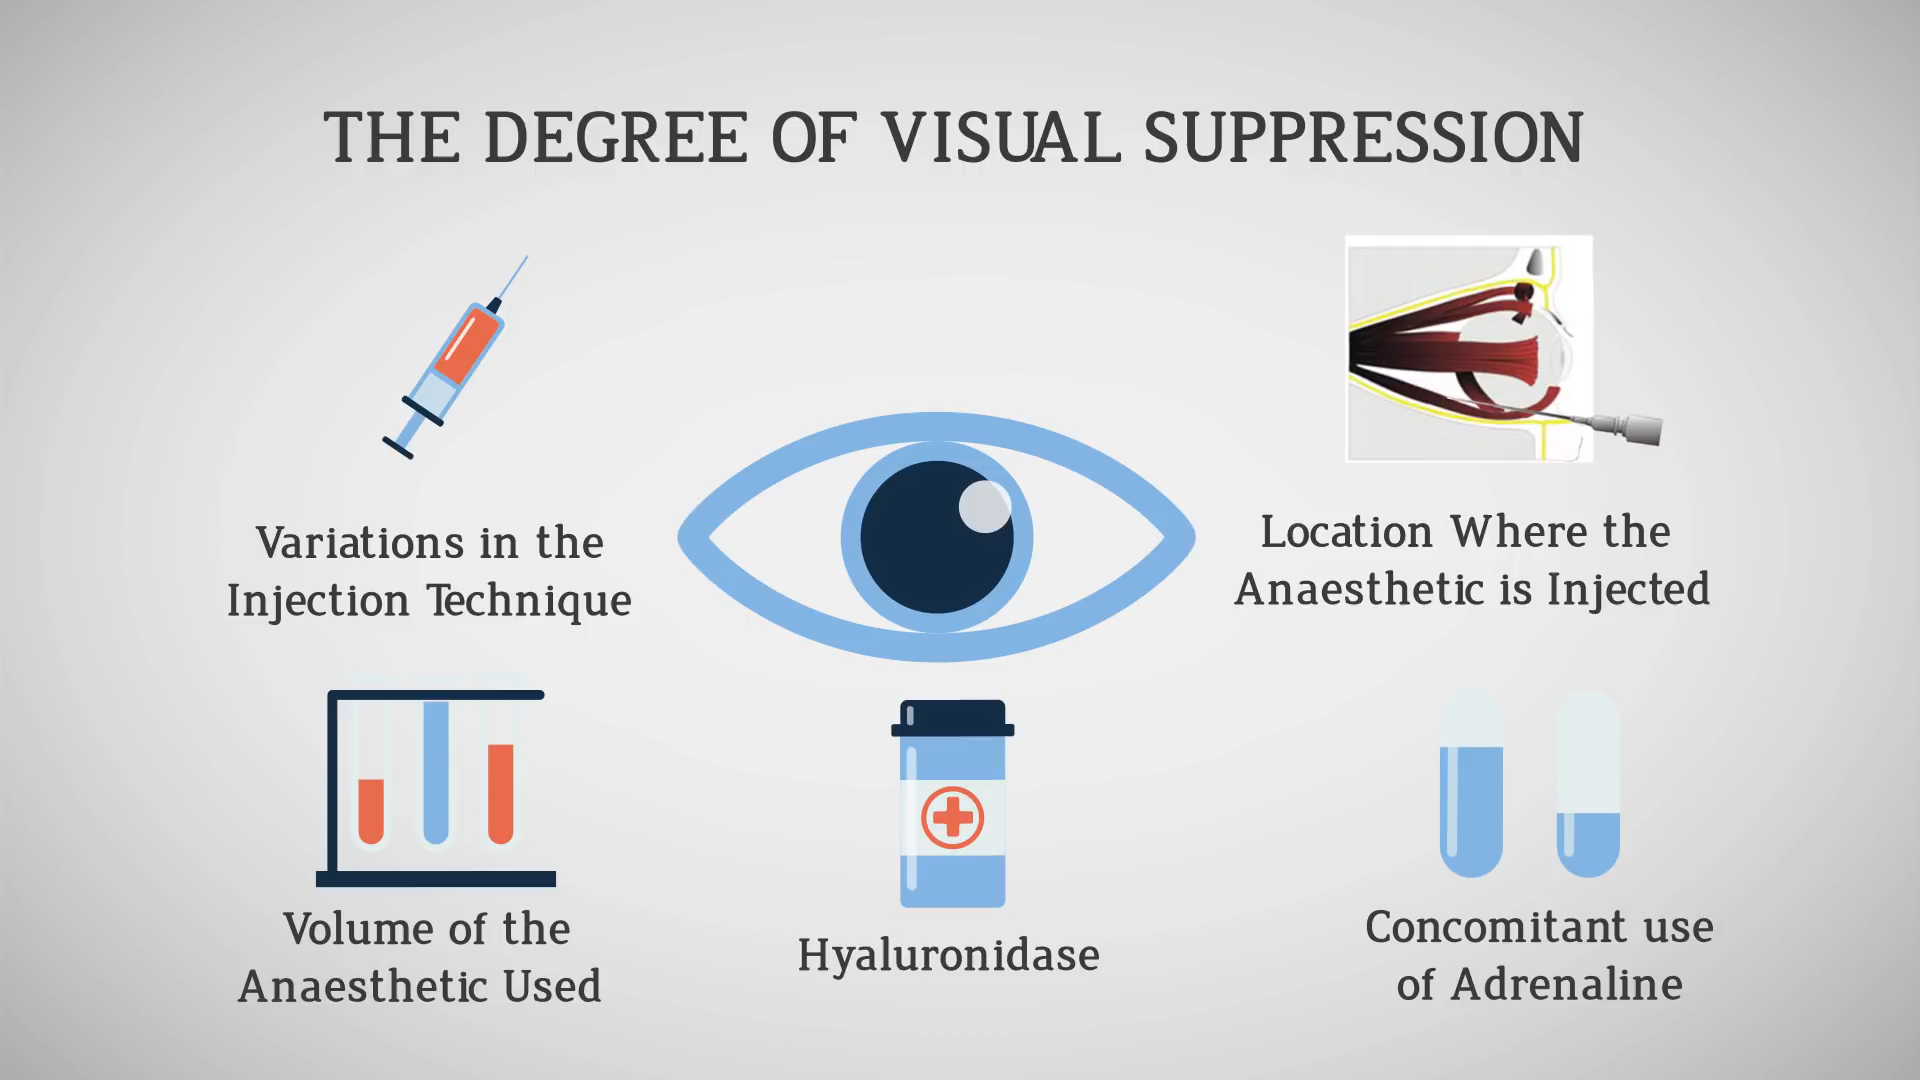 THE DEGREE OF VISUAL SUPPRESSION
Variations in the
Injection Technique
Location Where the
Anaesthetic is Injected
Volume of the
Anaesthetic Used
Hyaluronidase
Concomitant use
of Adrenaline